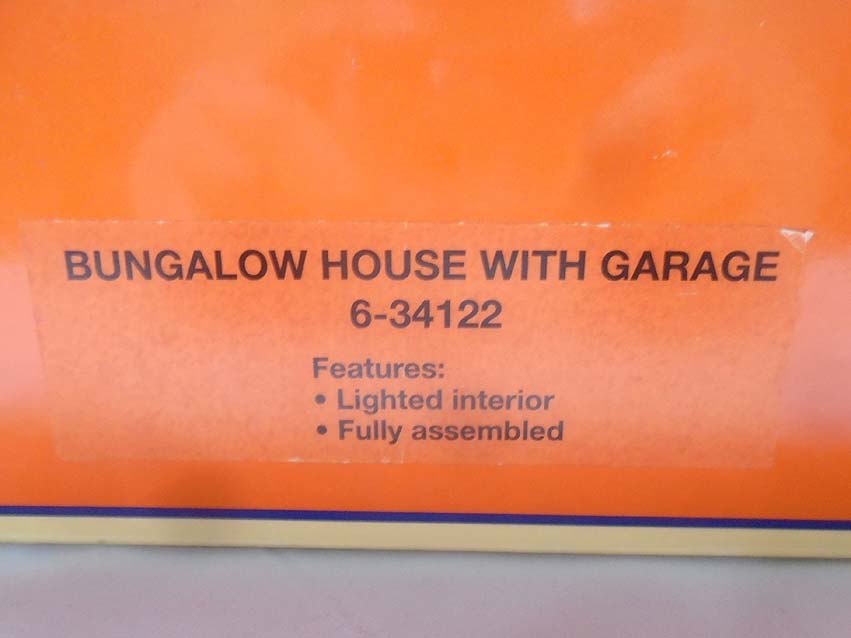 BUNGALOW HOUSE WITH GARAGE
6-34122
Features:
• Lighted interior
• Fully assembled